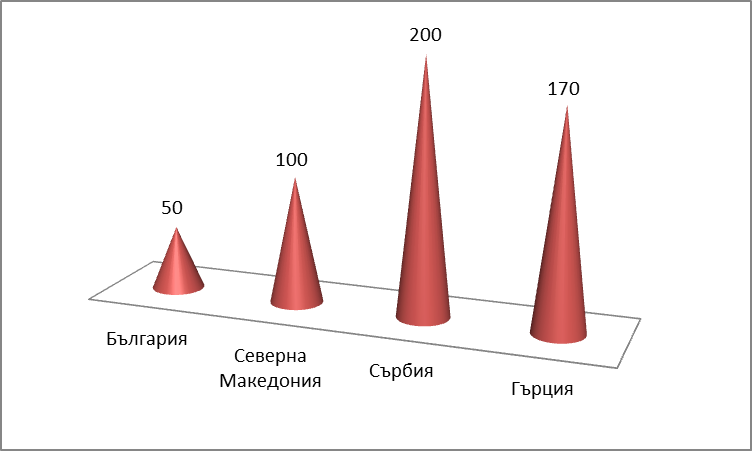 200
170
100
50
България
Северна
Македония
Сърбия
Гърция